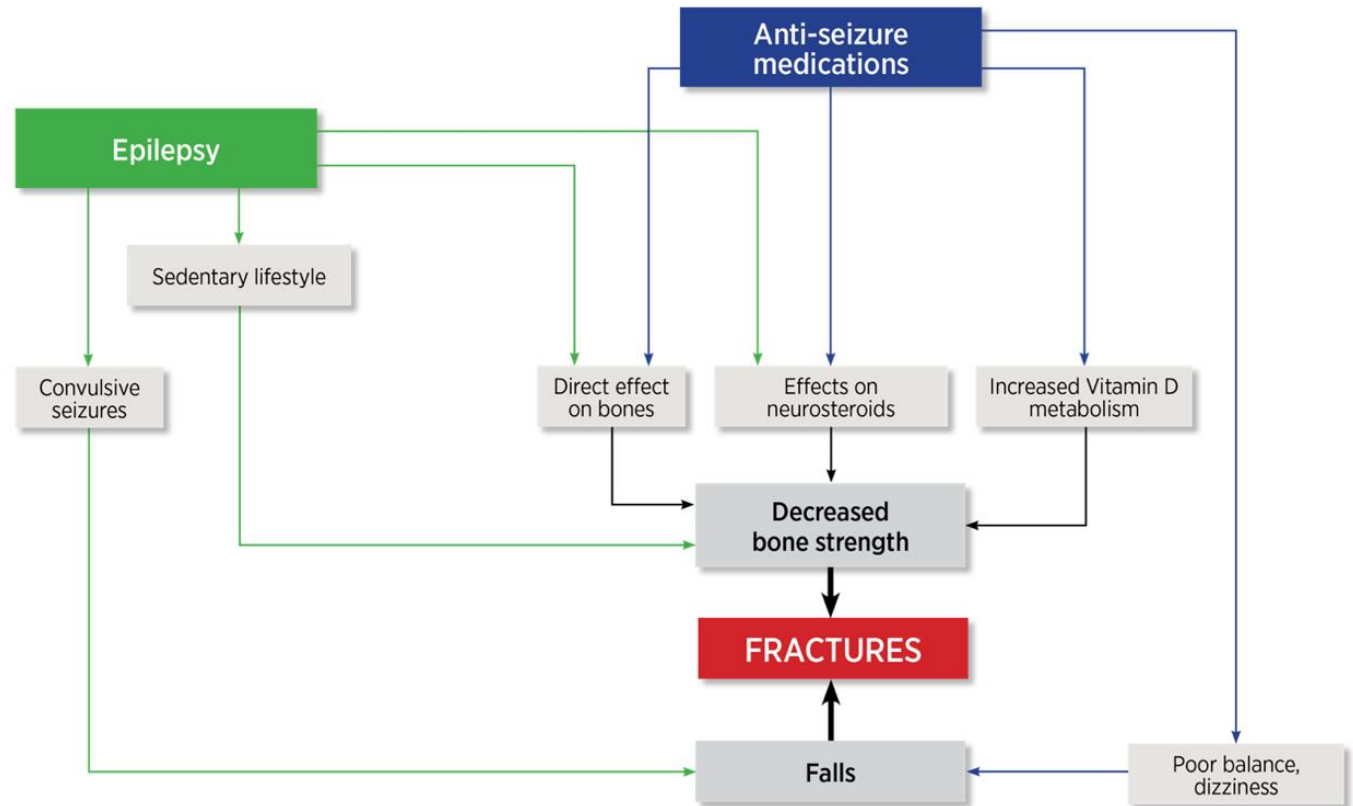 Anti-seizure
medications
Epilepsy
Sedentary lifestyle
Convulsive
seizures
Direct effect
on bones
Effects on
neurosteroids
Increased Vitamin D
metabolism
Decreased
bone strength
FRACTURES
Falls
Poor balance,
dizziness